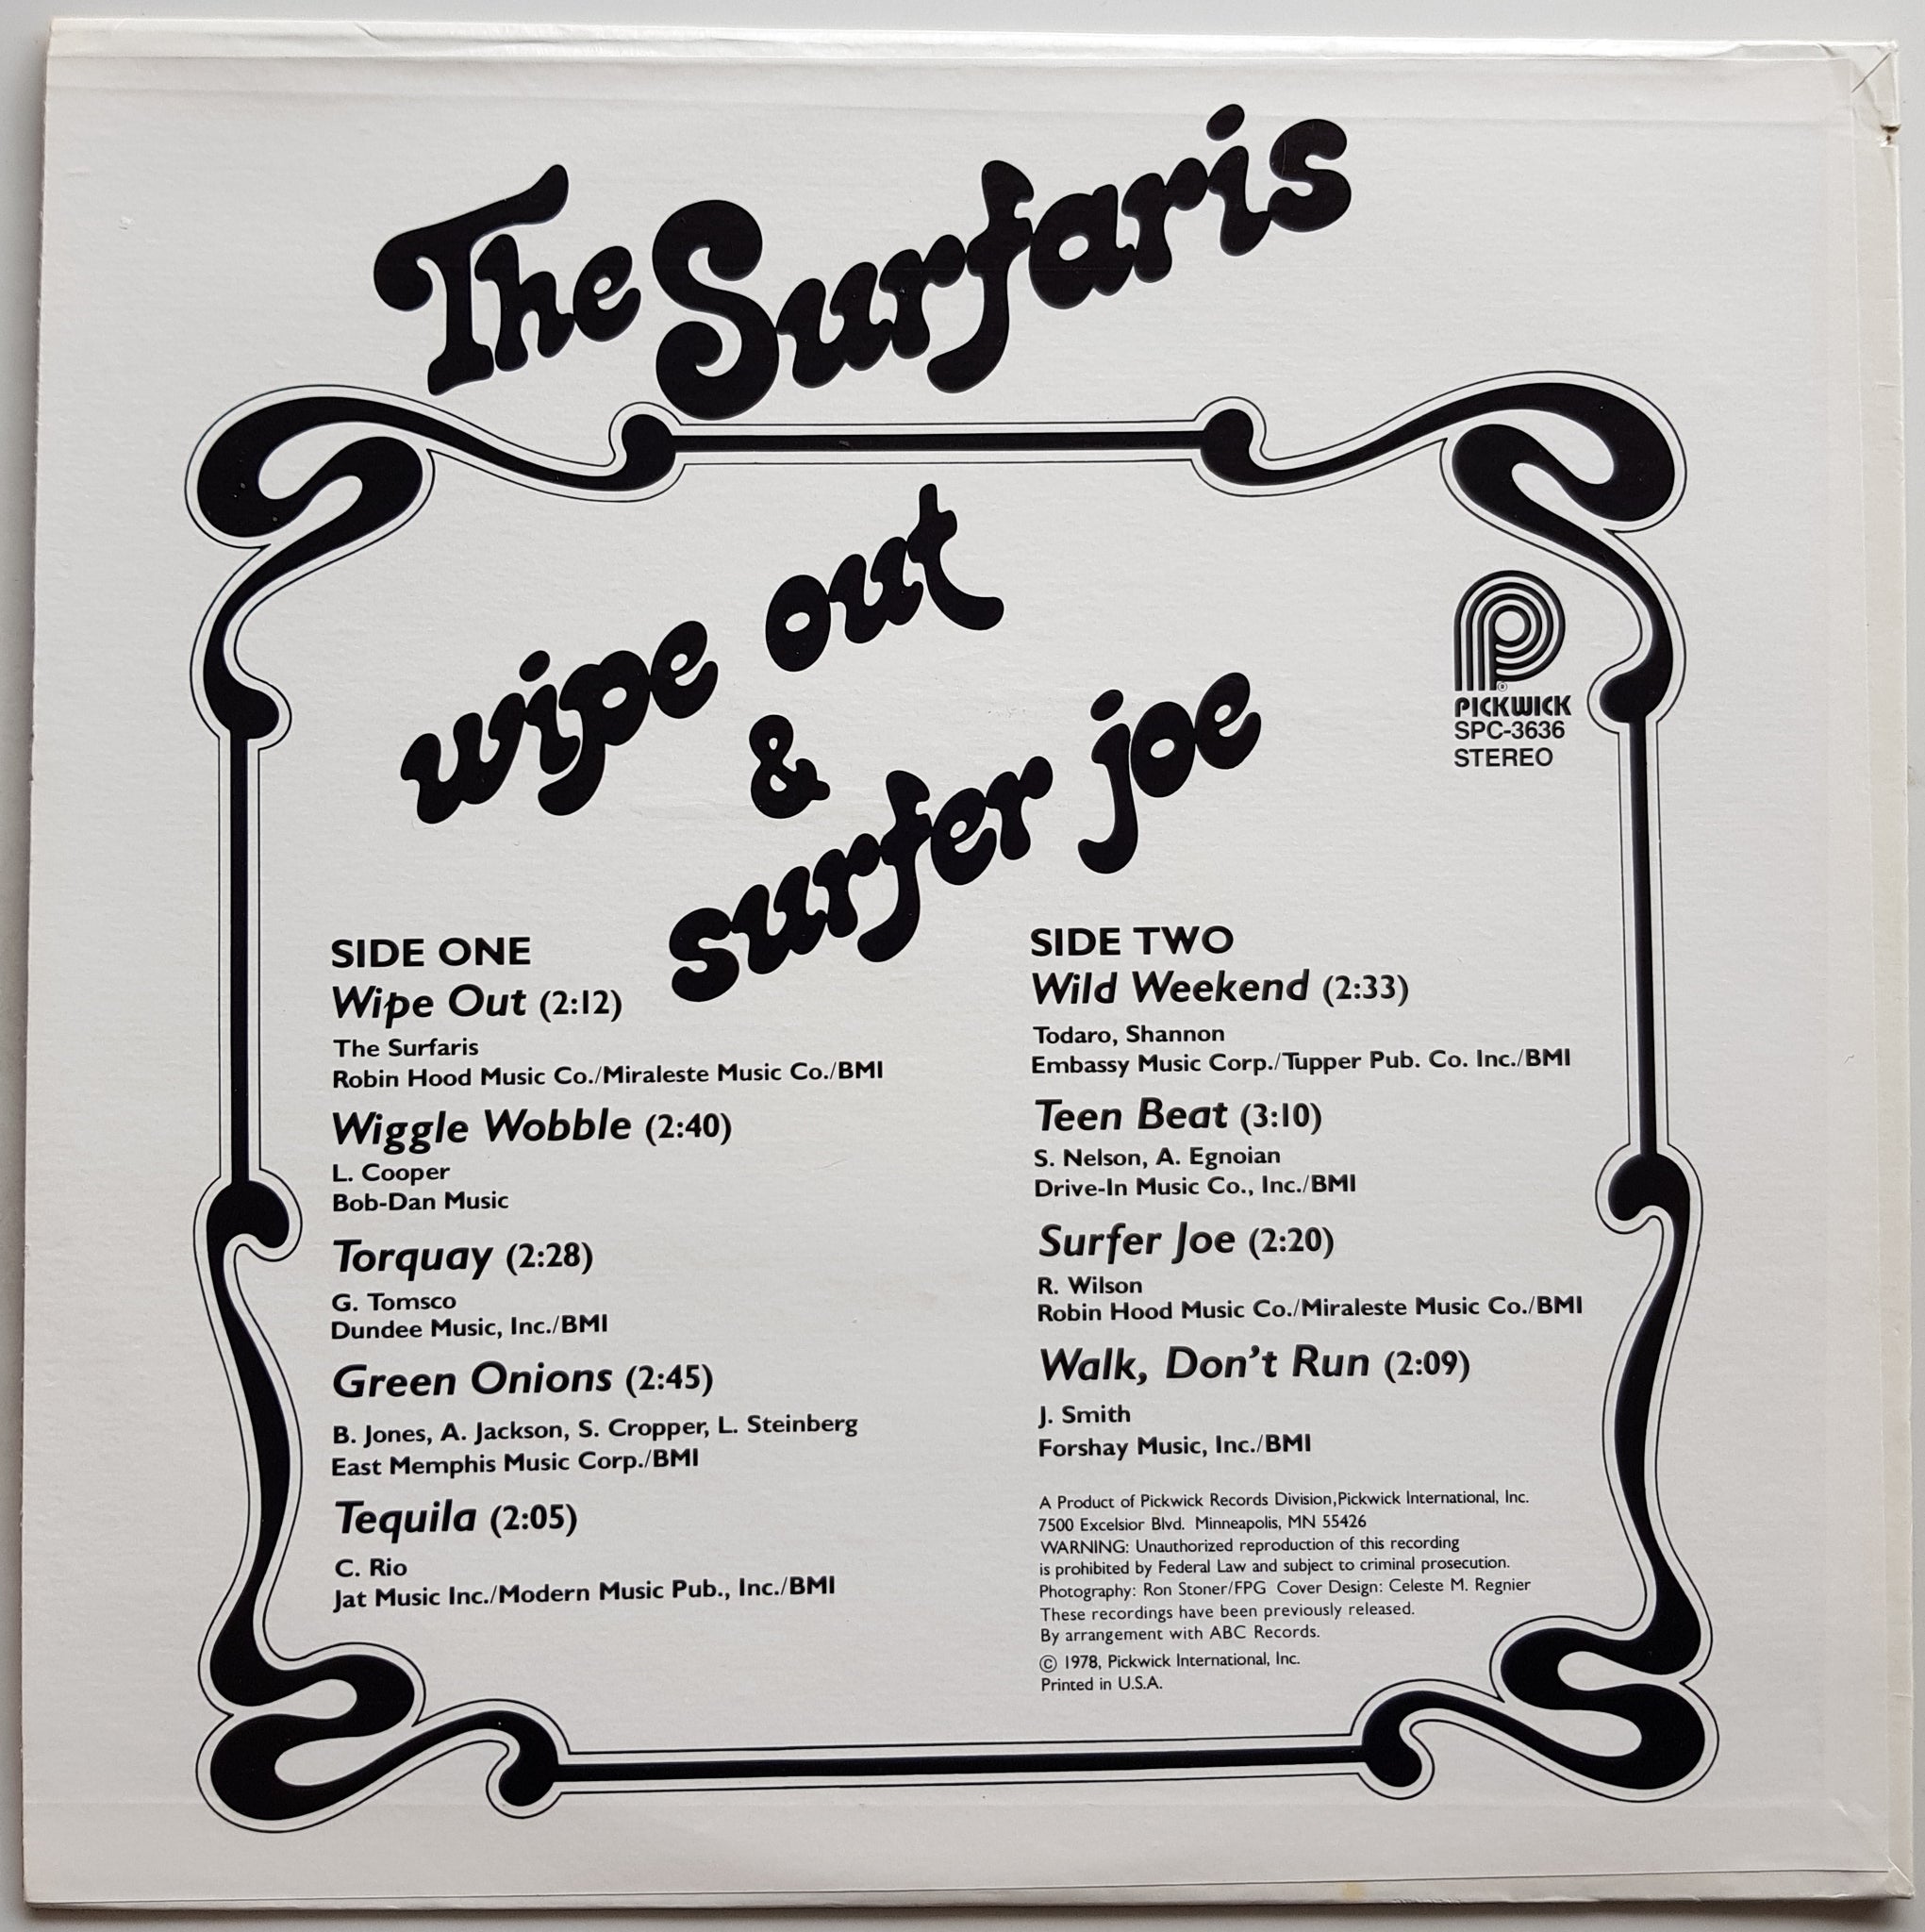 The Surfaris
wipe out
&
surfer joe
PICKWICK
SPC-3636
STEREO
SIDE ONE
Wipe Out (2:12)
The Surfaris
Robin Hood Music Co./Miraleste Music Co./BMI
Wiggle Wobble (2:40)
L. Cooper
Bob-Dan Music
Torquay (2:28)
G. Tomsco
Dundee Music, Inc./BMI
Green Onions (2:45)
B. Jones, A. Jackson, S. Cropper, L. Steinberg
East Memphis Music Corp./BMI
Tequila (2:05)
C. Rio
Jat Music Inc./Modern Music Pub., Inc./BMI
SIDE TWO
Wild Weekend (2:33)
Todaro, Shannon
Embassy Music Corp./Tupper Pub. Co. Inc./BMI
Teen Beat (3:10)
S. Nelson, A. Egnoian
Drive-In Music Co., Inc./BMI
Surfer Joe (2:20)
R. Wilson
Robin Hood Music Co./Miraleste Music Co./BMI
Walk, Don't Run (2:09)
J. Smith
Forshay Music, Inc./BMI
A Product of Pickwick Records Division,Pickwick International, Inc.
7500 Excelsior Blvd. Minneapolis, MN 55426
WARNING: Unauthorized reproduction of this recording
is prohibited by Federal Law and subject to criminal prosecution.
Photography: Ron Stoner/FPG Cover Design: Celeste M. Regnier
These recordings have been previously released.
By arrangement with ABC Records.
© 1978, Pickwick International, Inc.
Printed in U.S.A.